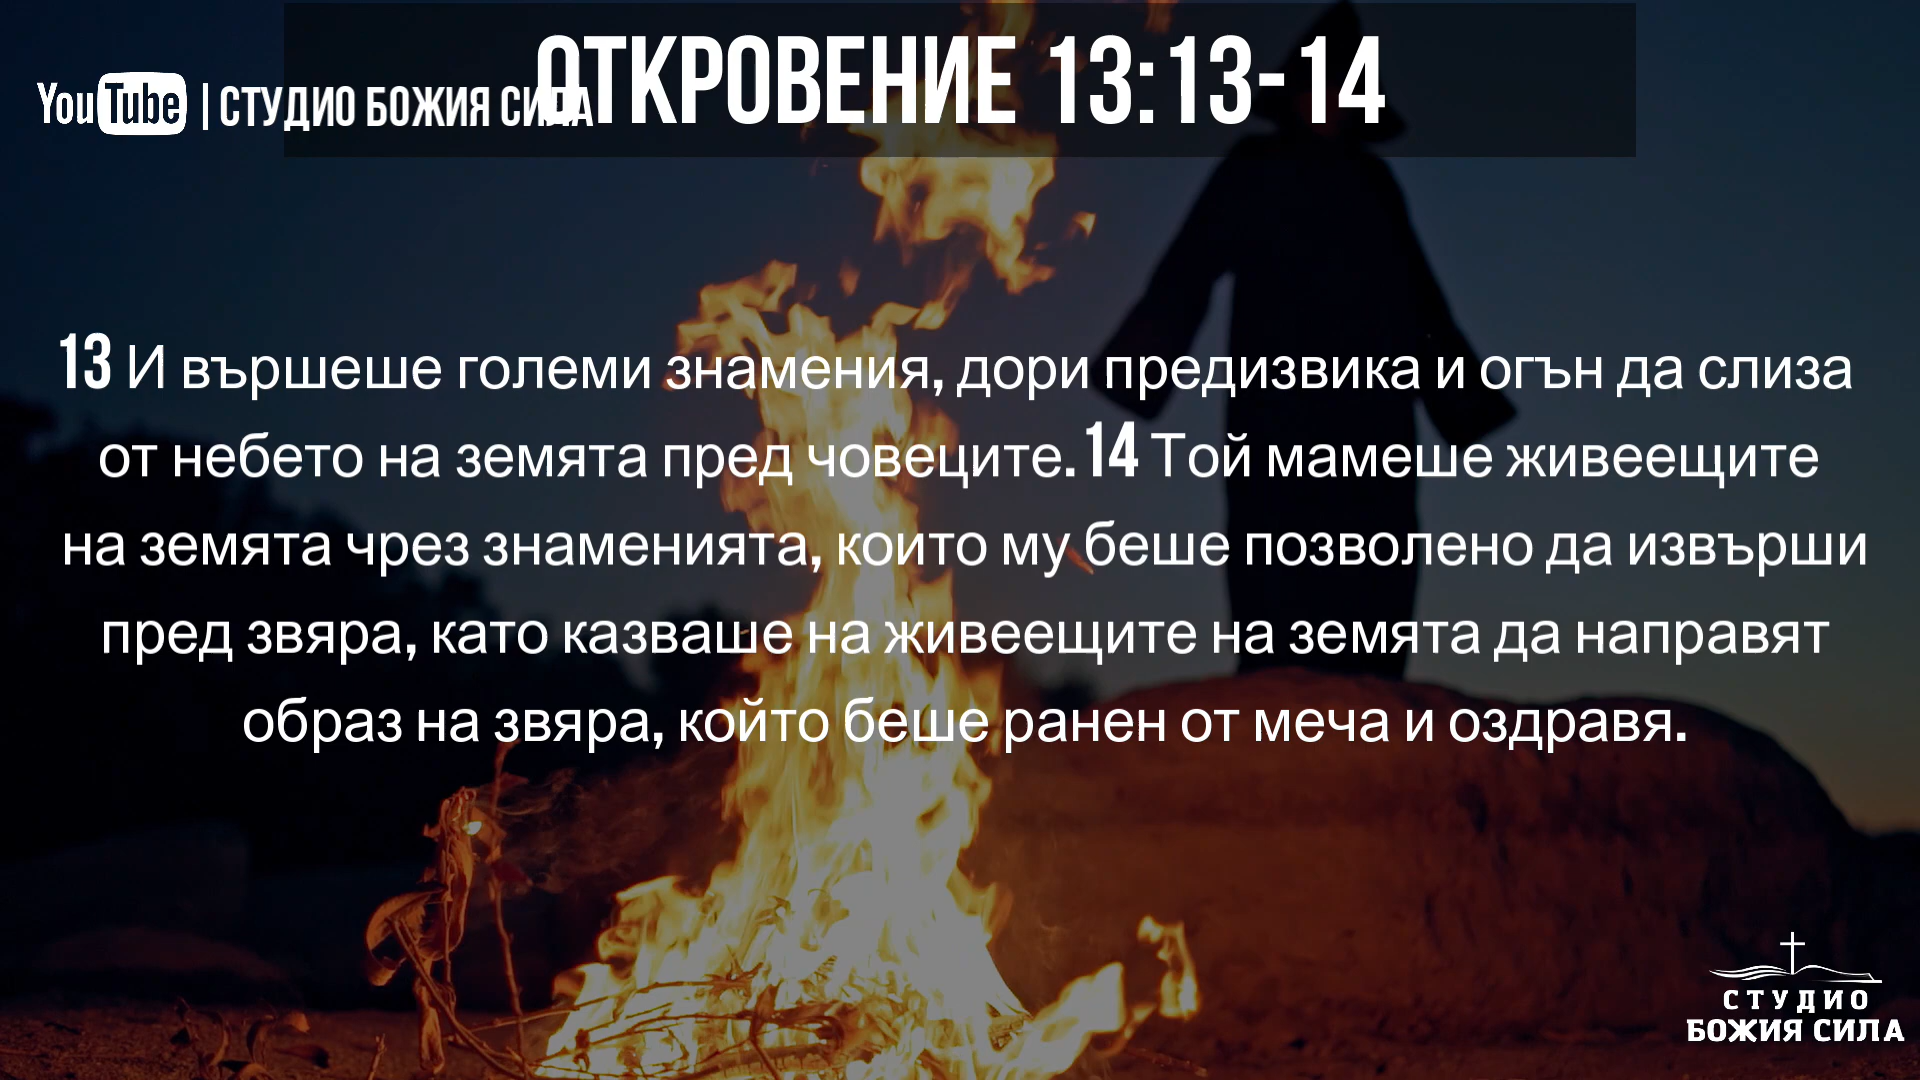 ОТКРОВЕНИЕ 13:13-14
YouTube | СТУДИО БОЖИЯ СИЛА
13 И вършеше големи знамения, дори предизвика и огън да слиза
от небето на земята пред човеците. 14 Той мамеше живеещите
на земята чрез знаменията, които му беше позволено да извърши
пред звяра, като казваше на живеещите на земята да направят
образ на звяра, който беше ранен от меча и оздравя.
СТУДИО
БОЖИЯ СИЛА